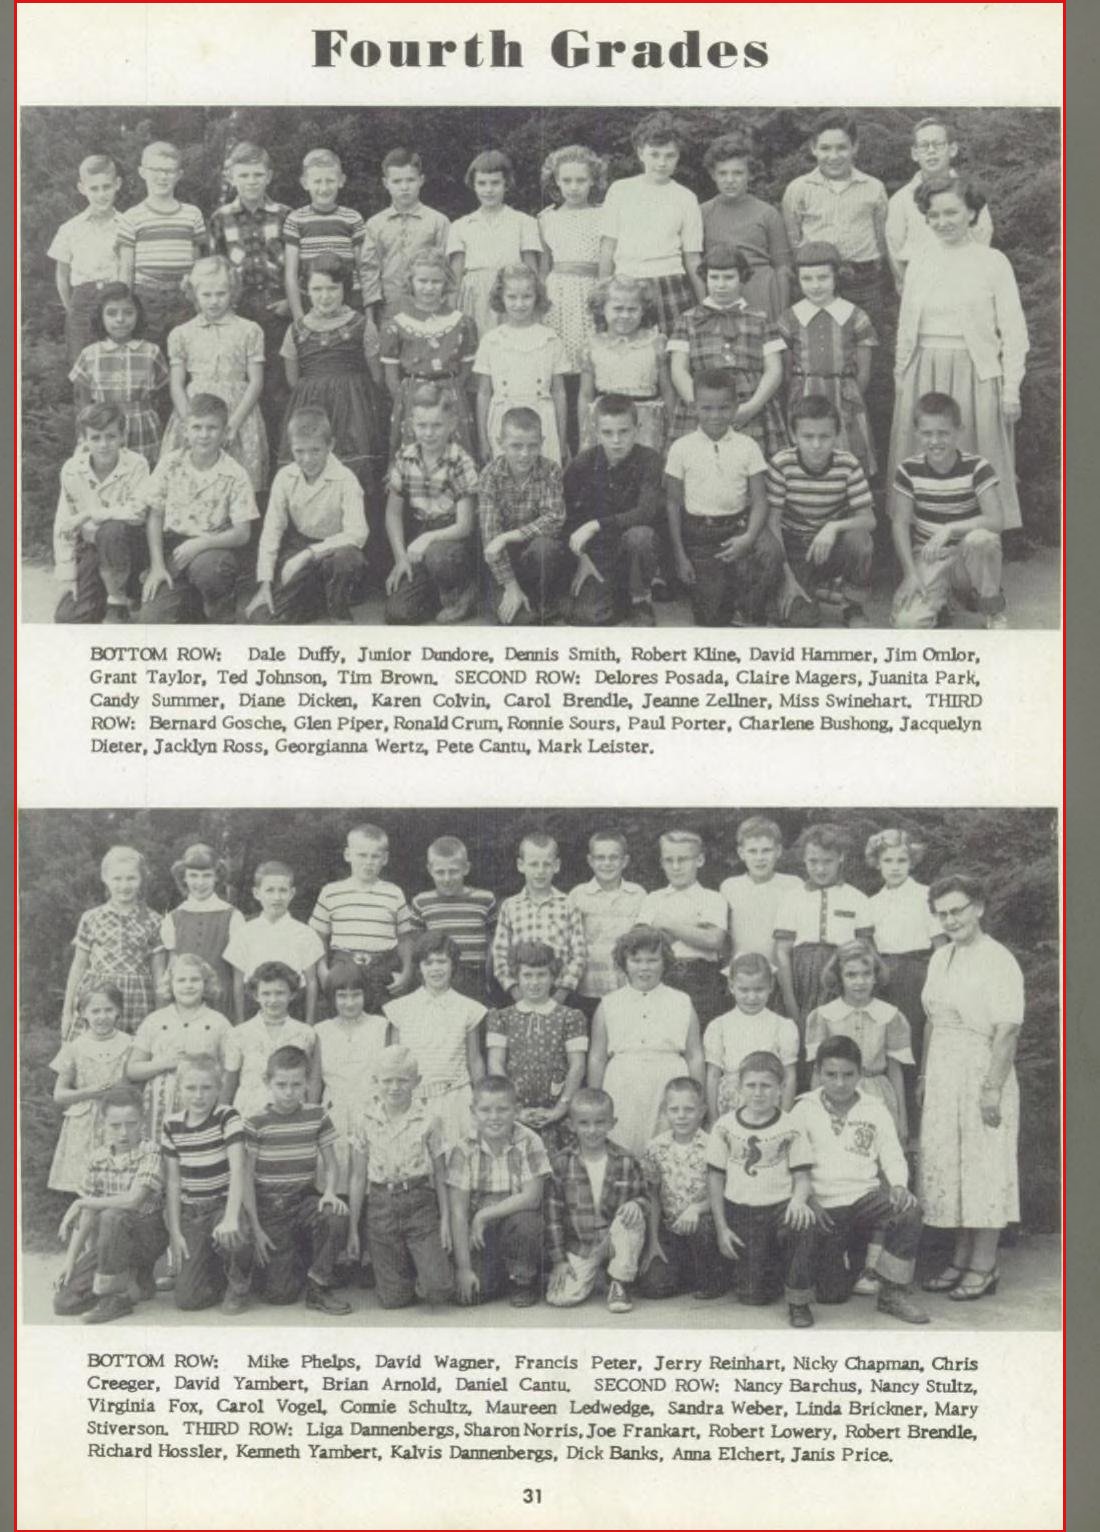 Fourth Grades
BOTTOM ROW: Dale Duffy, Junior Dundore, Dennis Smith, Robert Kline, David Hammer, Jim Omlor,
Grant Taylor, Ted Johnson, Tim Brown. SECOND ROW: Delores Posada, Claire Magers, Juanita Park,
Candy Summer, Diane Dicken, Karen Colvin, Carol Brendle, Jeanne Zellner, Miss Swinehart. THIRD
ROW: Bernard Gosche, Glen Piper, Ronald Crum, Ronnie Sours, Paul Porter, Charlene Bushong, Jacquelyn
Dieter, Jacklyn Ross, Georgianna Wertz, Pete Cantu, Mark Leister.
BOTTOM ROW: Mike Phelps, David Wagner, Francis Peter, Jerry Reinhart, Nicky Chapman, Chris
Creeger, David Yambert, Brian Arnold, Daniel Cantu. SECOND ROW: Nancy Barchus, Nancy Stultz,
Virginia Fox, Carol Vogel, Connie Schultz, Maureen Ledwedge, Sandra Weber, Linda Brickner, Mary
Stiverson. THIRD ROW: Liga Dannenbergs, Sharon Norris, Joe Frankart, Robert Lowery, Robert Brendle,
Richard Hossler, Kenneth Yambert, Kalvis Dannenbergs, Dick Banks, Anna Elchert, Janis Price.
31